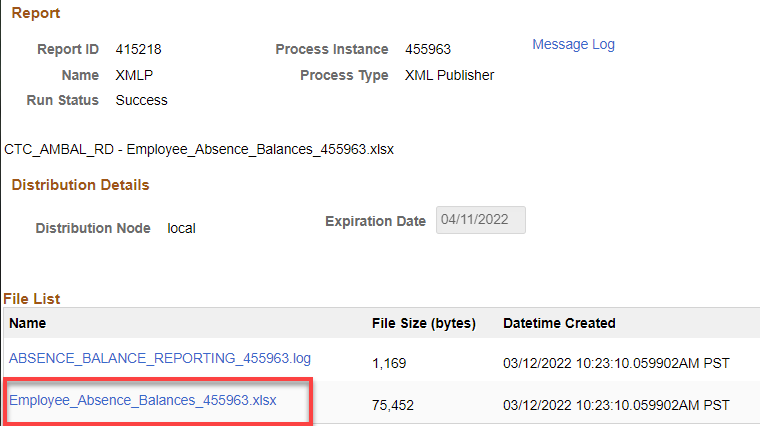 Report
Report ID 415218 Process Instance 455963 Message Log
Name XMLP Process Type XML Publisher
Run Status Success
CTC_AMBAL_RD - Employee_Absence_Balances_455963.xlsx
Distribution Details
Distribution Node local Expiration Date 04/11/2022
File List
Name File Size (bytes) Datetime Created
ABSENCE_BALANCE_REPORTING_455963.log 1,169 03/12/2022 10:23:10.059902AM PST
Employee_Absence_Balances_455963.xlsx 75,452 03/12/2022 10:23:10.059902AM PST